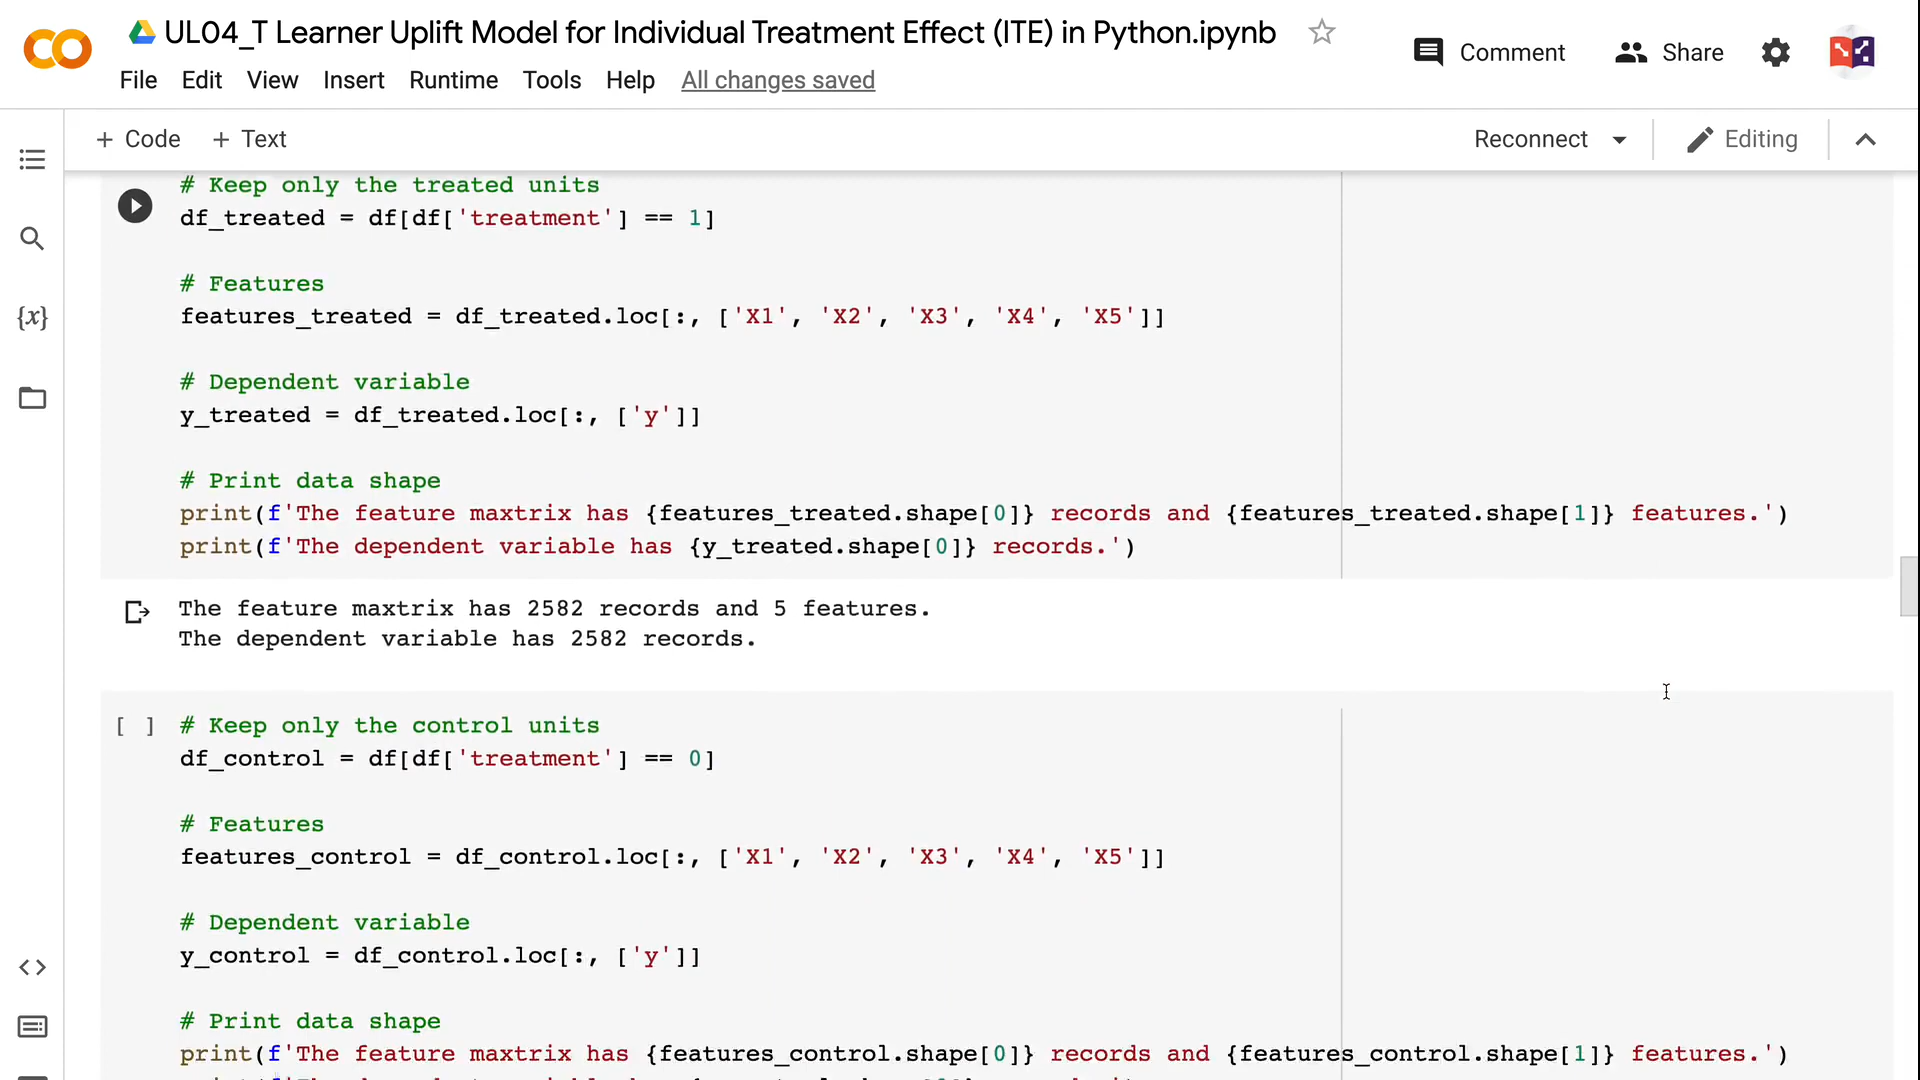 UL04_T Learner Uplift Model for Individual Treatment Effect (ITE) in Python.ipynb
Comment
Share
File Edit View Insert Runtime Tools Help All changes saved
+ Code + Text
Reconnect
Editing
{x}
# Keep only the treated units
df_treated = df[df['treatment'] == 1]
# Features
features_treated = df_treated.loc[:, ['X1', 'X2', 'X3', 'X4', 'X5']]
# Dependent variable
y_treated = df_treated.loc[:, ['y']]
# Print data shape
print(f'The feature maxtrix has {features_treated.shape[0]} records and {features_treated.shape[1]} features.')
print(f'The dependent variable has {y_treated.shape[0]} records.')
The feature maxtrix has 2582 records and 5 features.
The dependent variable has 2582 records.
[ ]
# Keep only the control units
df_control = df[df['treatment'] == 0]
# Features
features_control = df_control.loc[:, ['X1', 'X2', 'X3', 'X4', 'X5']]
# Dependent variable
y_control = df_control.loc[:, ['y']]
# Print data shape
print(f'The feature maxtrix has {features_control.shape[0]} records and {features_control.shape[1]} features.')